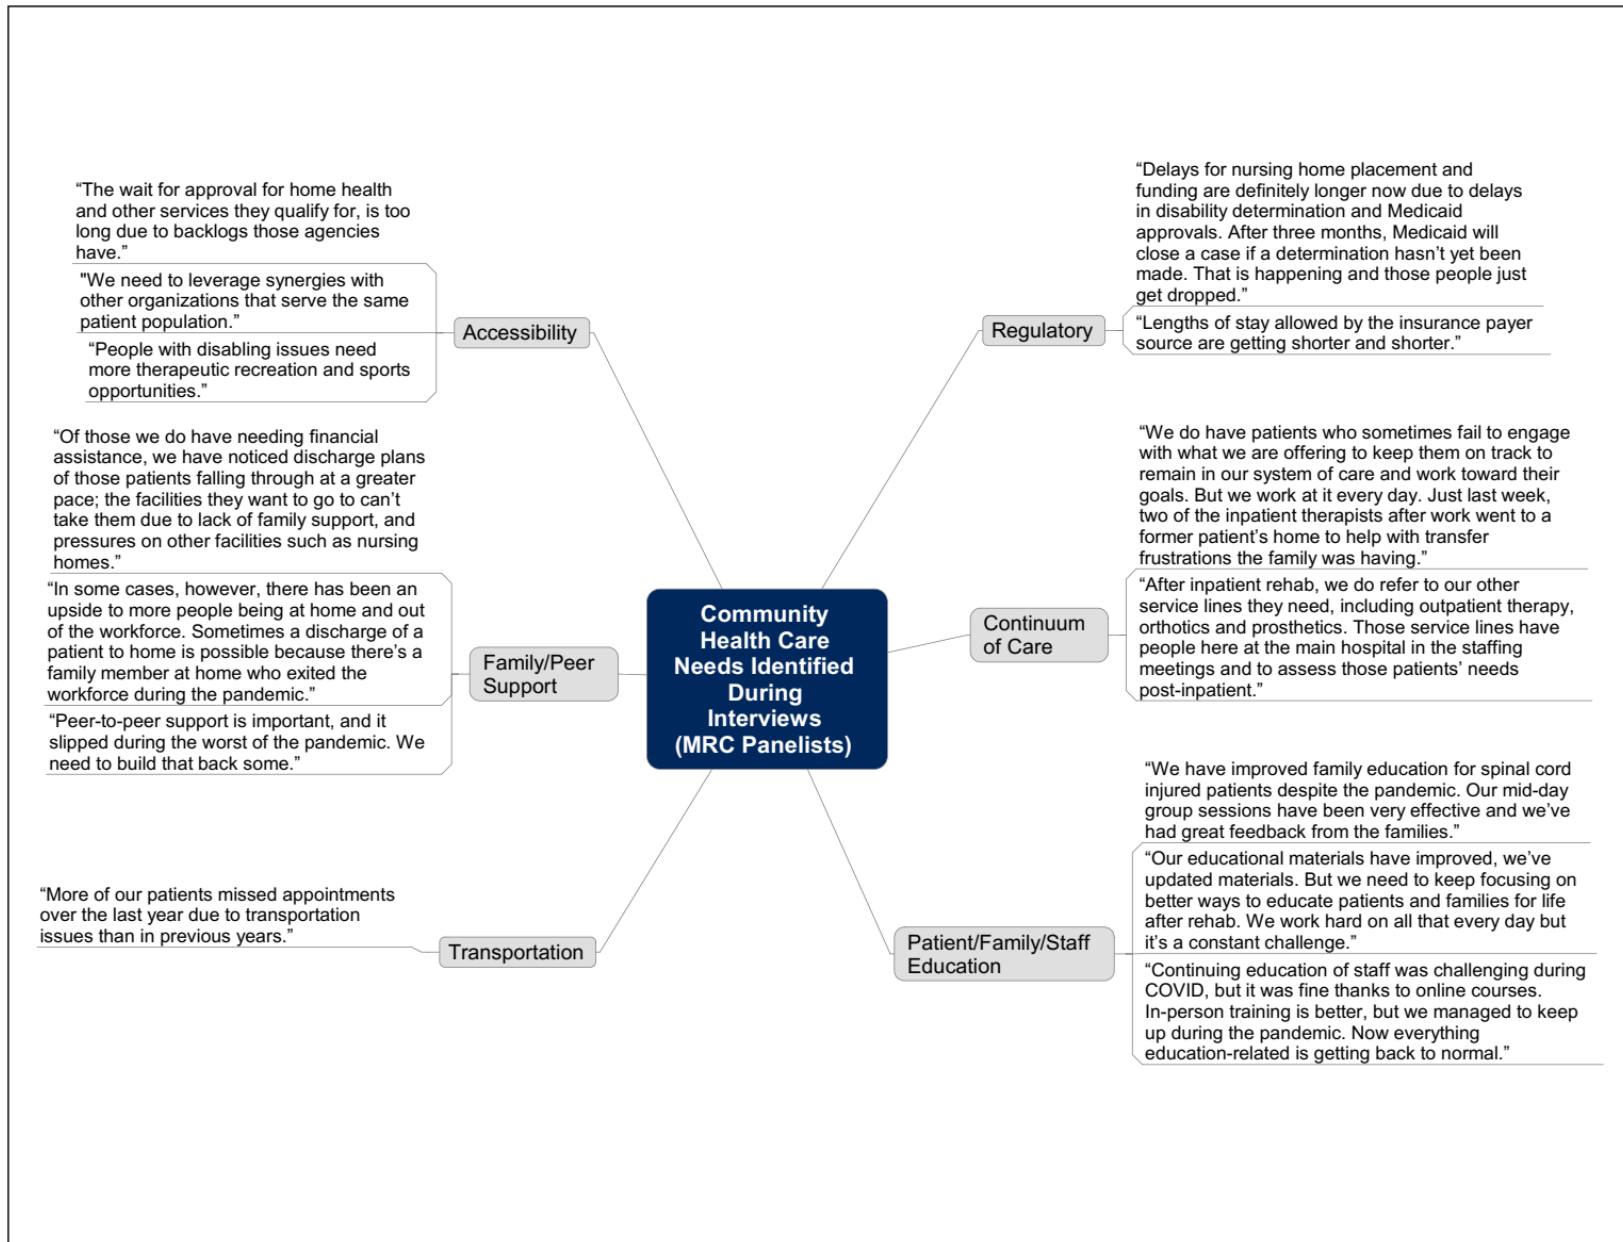 “The wait for approval for home health
and other services they qualify for, is too
long due to backlogs those agencies
have.”
"We need to leverage synergies with
other organizations that serve the same
patient population.”
“People with disabling issues need
more therapeutic recreation and sports
opportunities.”
Accessibility
“Of those we do have needing financial
assistance, we have noticed discharge plans
of those patients falling through at a greater
pace; the facilities they want to go to can’t
take them due to lack of family support, and
pressures on other facilities such as nursing
homes.”
“In some cases, however, there has been an
upside to more people being at home and out
of the workforce. Sometimes a discharge of a
patient to home is possible because there’s a
family member at home who exited the
workforce during the pandemic.”
“Peer-to-peer support is important, and it
slipped during the worst of the pandemic. We
need to build that back some.”
Family/Peer
Support
“More of our patients missed appointments
over the last year due to transportation
issues than in previous years.”
Transportation
Community
Health Care
Needs Identified
During
Interviews
(MRC Panelists)
Regulatory
“Delays for nursing home placement and
funding are definitely longer now due to delays
in disability determination and Medicaid
approvals. After three months, Medicaid will
close a case if a determination hasn’t yet been
made. That is happening and those people just
get dropped.”
“Lengths of stay allowed by the insurance payer
source are getting shorter and shorter.”
Continuum
of Care
“We do have patients who sometimes fail to engage
with what we are offering to keep them on track to
remain in our system of care and work toward their
goals. But we work at it every day. Just last week,
two of the inpatient therapists after work went to a
former patient’s home to help with transfer
frustrations the family was having.”
“After inpatient rehab, we do refer to our other
service lines they need, including outpatient therapy,
orthotics and prosthetics. Those service lines have
people here at the main hospital in the staffing
meetings and to assess those patients’ needs
post-inpatient.”
Patient/Family/Staff
Education
“We have improved family education for spinal cord
injured patients despite the pandemic. Our mid-day
group sessions have been very effective and we’ve
had great feedback from the families.”
“Our educational materials have improved, we’ve
updated materials. But we need to keep focusing on
better ways to educate patients and families for life
after rehab. We work hard on all that every day but
it’s a constant challenge.”
“Continuing education of staff was challenging during
COVID, but it was fine thanks to online courses.
In-person training is better, but we managed to keep
up during the pandemic. Now everything
education-related is getting back to normal.”